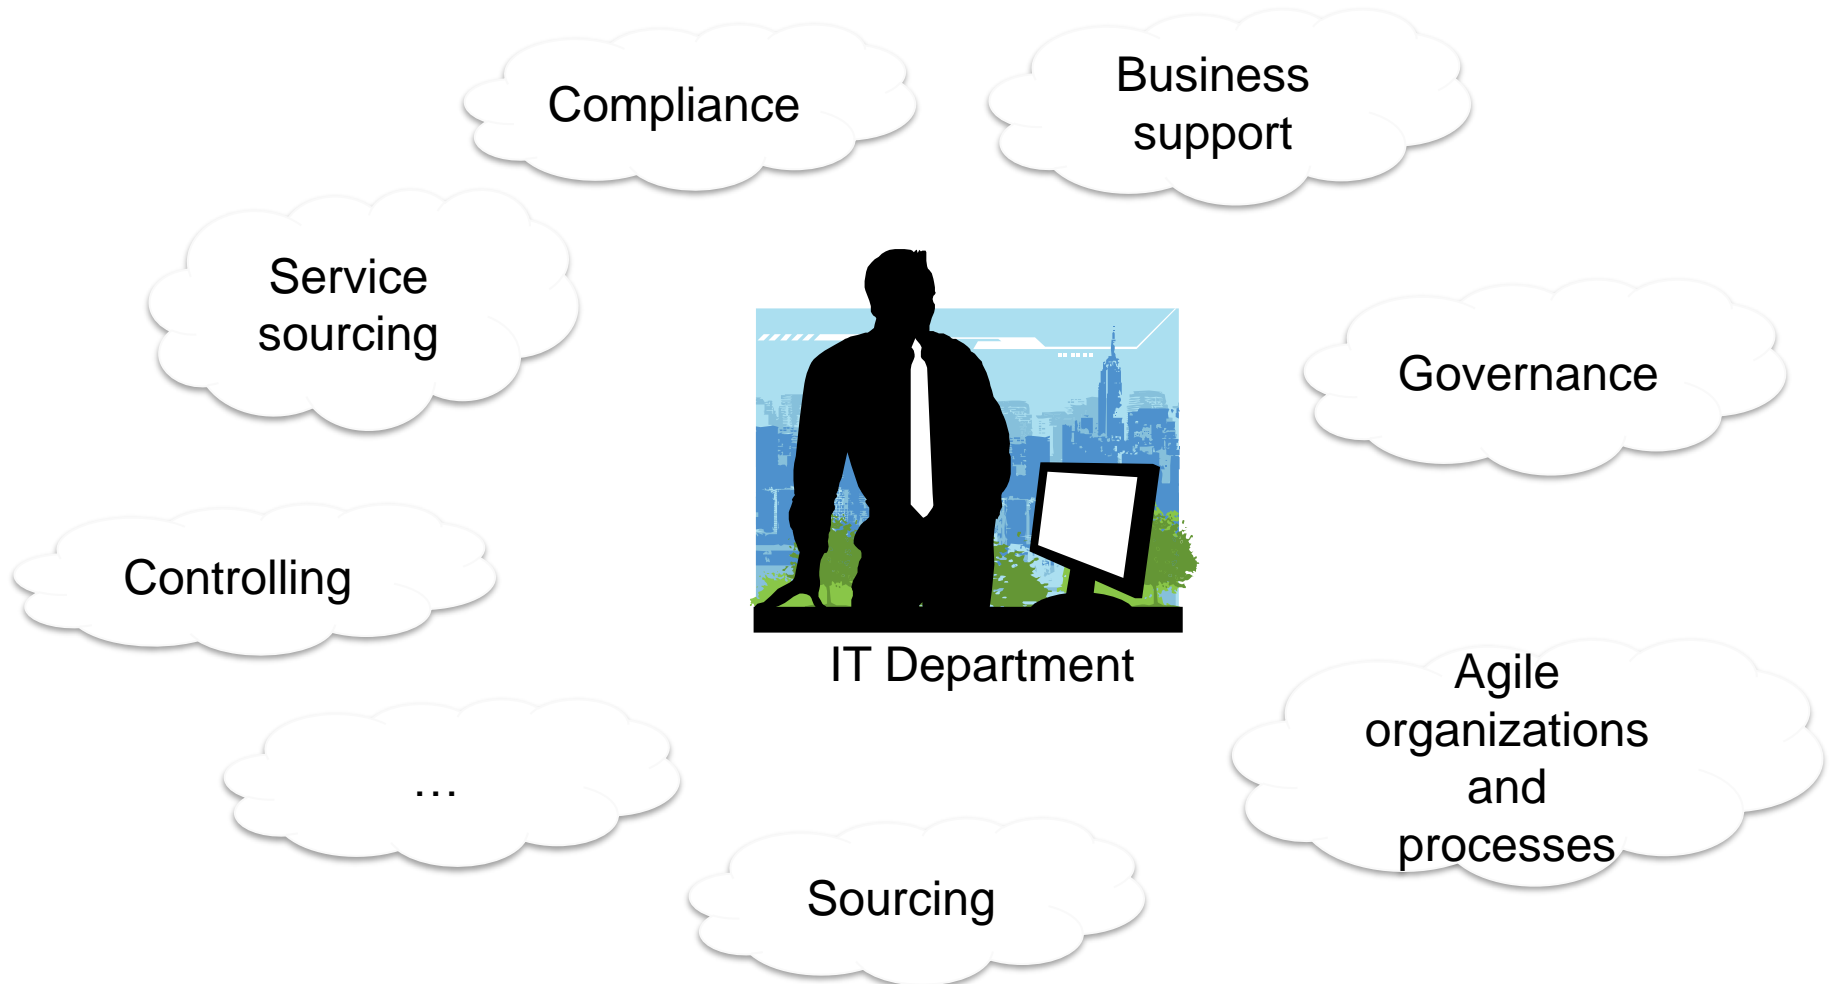 Compliance
Business
support
Service
sourcing
Governance
Controlling
IT Department
Agile
organizations
and
processes
…
Sourcing